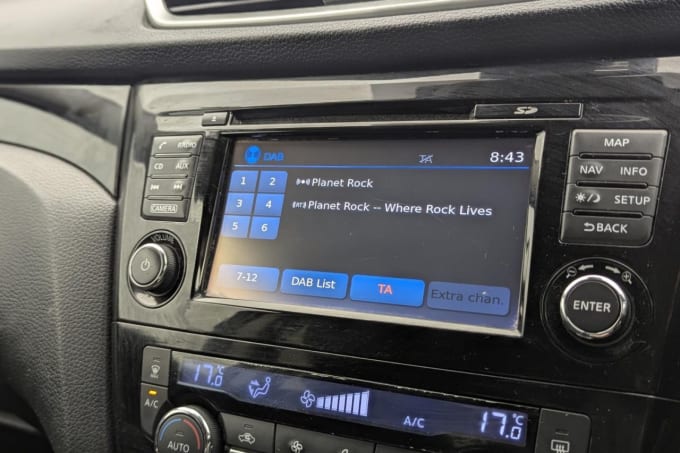 SD
RADIO
CD AUX
CAMERA
VOLUME
DAB TA 8:43
1 2 Planet Rock
3 4 Planet Rock -- Where Rock Lives
5 6
7-12 DAB List TA Extra chan.
MAP
NAV INFO
SETUP
BACK
ENTER
17.0 °C A/C 17.0 °C
A/C
AUTO